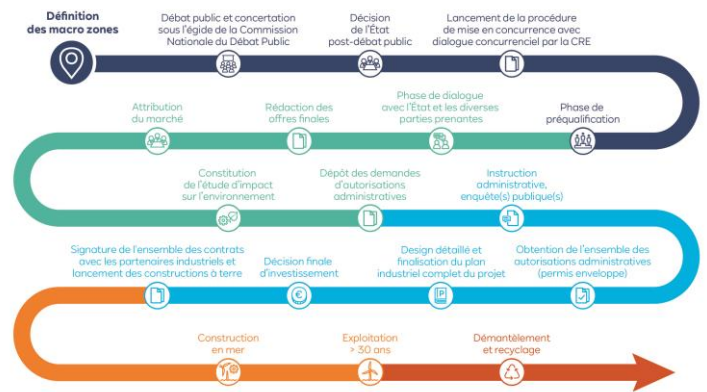 Définition
des macro zones
Débat public et concertation
sous l'égide de la Commission
Nationale du Débat Public
Décision
de l'État
post-débat public
Lancement de la procédure
de mise en concurrence avec
dialogue concurrenciel par la CRE
Attribution
du marché
Rédaction des
offres finales
Phase de dialogue
avec l'État et les diverses
parties prenantes
Phase de
préqualification
Constitution
de l'étude d'impact
sur l'environnement
Dépôt des demandes
d'autorisations
administratives
Instruction
administrative,
enquête(s) publique(s)
Signature de l'ensemble des contrats
avec les partenaires industriels et
lancement des constructions à terre
Décision finale
d'investissement
Design détaillé et
finalisation du plan
industriel complet du projet
Obtention de l'ensemble des
autorisations administratives
(permis enveloppe)
Construction
en mer
Exploitation
> 30 ans
Démantèlement
et recyclage